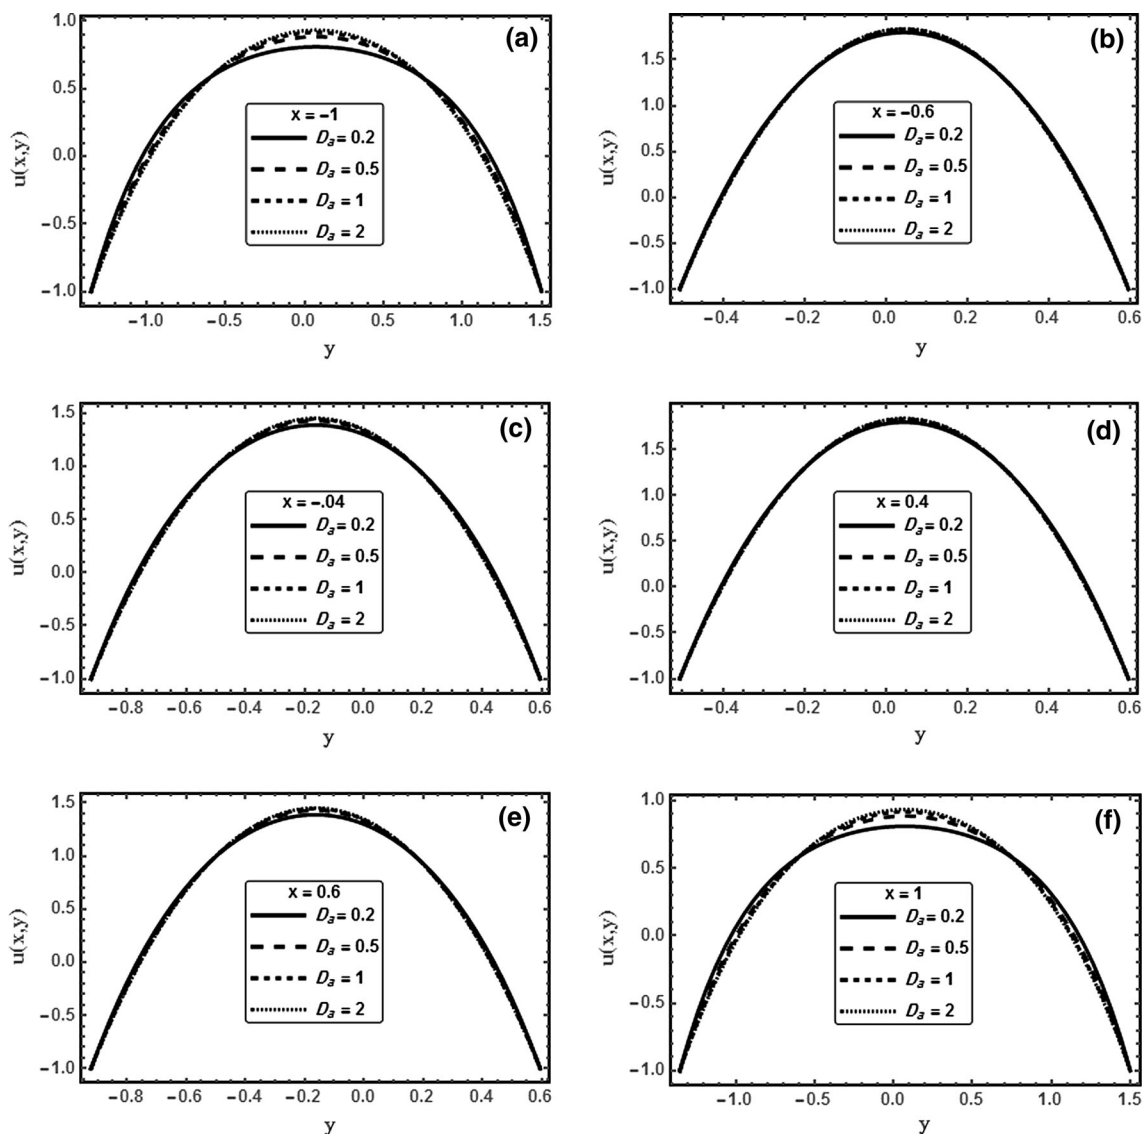 (a)
x = −1
Da = 0.2
Da = 0.5
Da = 1
Da = 2
u(x,y)
1.0
0.5
0.0
−0.5
−1.0
−1.0 −0.5 0.0 0.5 1.0 1.5
y
(b)
x = −0.6
Da = 0.2
Da = 0.5
Da = 1
Da = 2
u(x,y)
1.5
1.0
0.5
0.0
−0.5
−1.0
−0.4 −0.2 0.0 0.2 0.4 0.6
y
(c)
x = −.04
Da = 0.2
Da = 0.5
Da = 1
Da = 2
u(x,y)
1.5
1.0
0.5
0.0
−0.5
−1.0
−0.8 −0.6 −0.4 −0.2 0.0 0.2 0.4 0.6
y
(d)
x = 0.4
Da = 0.2
Da = 0.5
Da = 1
Da = 2
u(x,y)
1.5
1.0
0.5
0.0
−0.5
−1.0
−0.4 −0.2 0.0 0.2 0.4 0.6
y
(e)
x = 0.6
Da = 0.2
Da = 0.5
Da = 1
Da = 2
u(x,y)
1.5
1.0
0.5
0.0
−0.5
−1.0
−0.8 −0.6 −0.4 −0.2 0.0 0.2 0.4 0.6
y
(f)
x = 1
Da = 0.2
Da = 0.5
Da = 1
Da = 2
u(x,y)
1.0
0.5
0.0
−0.5
−1.0
−1.0 −0.5 0.0 0.5 1.0 1.5
y